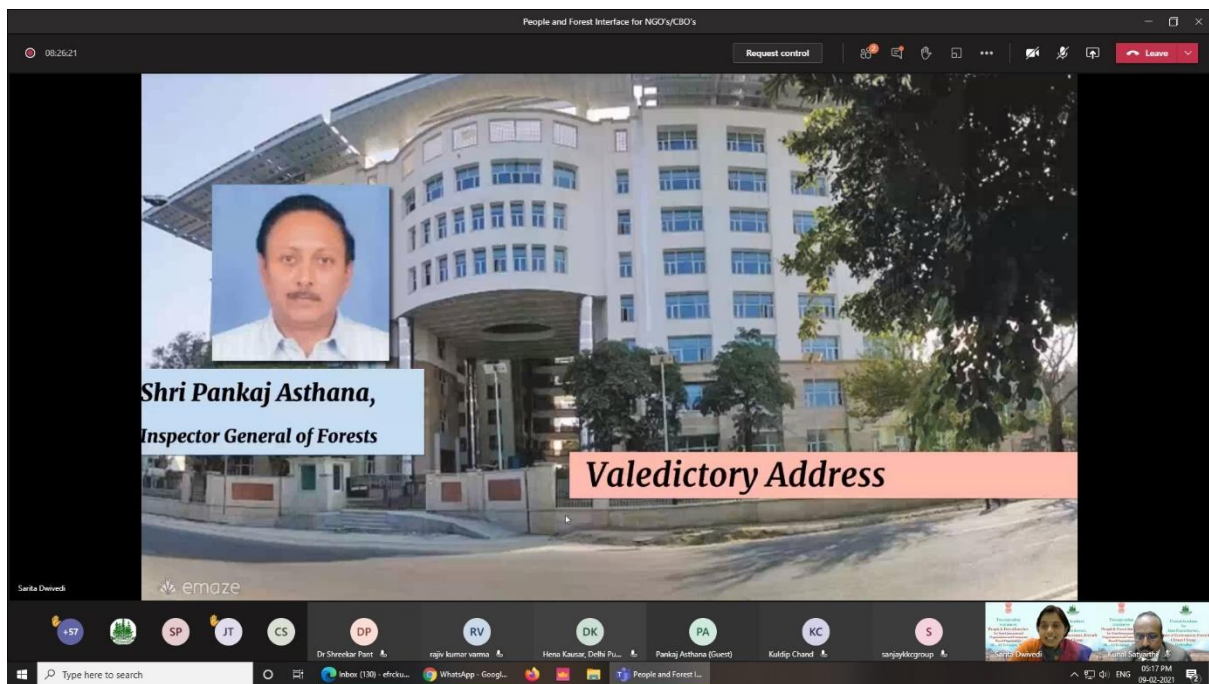 People and Forest Interface for NGO's/CBO's
08:26:21
Request control
2
Leave
Shri Pankaj Asthana,
Inspector General of Forests
Valedictory Address
emaze
Sarita Dwivedi
+57
SP
JT
CS
DP
RV
DK
PA
KC
S
Dr Shreekar Pant
rajiv kumar varma
Hena Kausar, Delhi Pu...
Pankaj Asthana (Guest)
Kuldip Chand
sanjaykkcgroup
Sarita Dwivedi
Kunal Satyarthi
Type here to search
Inbox (130) - efrcku...
WhatsApp - Googl...
People and Forest I...
ENG
05:17 PM
09-02-2021